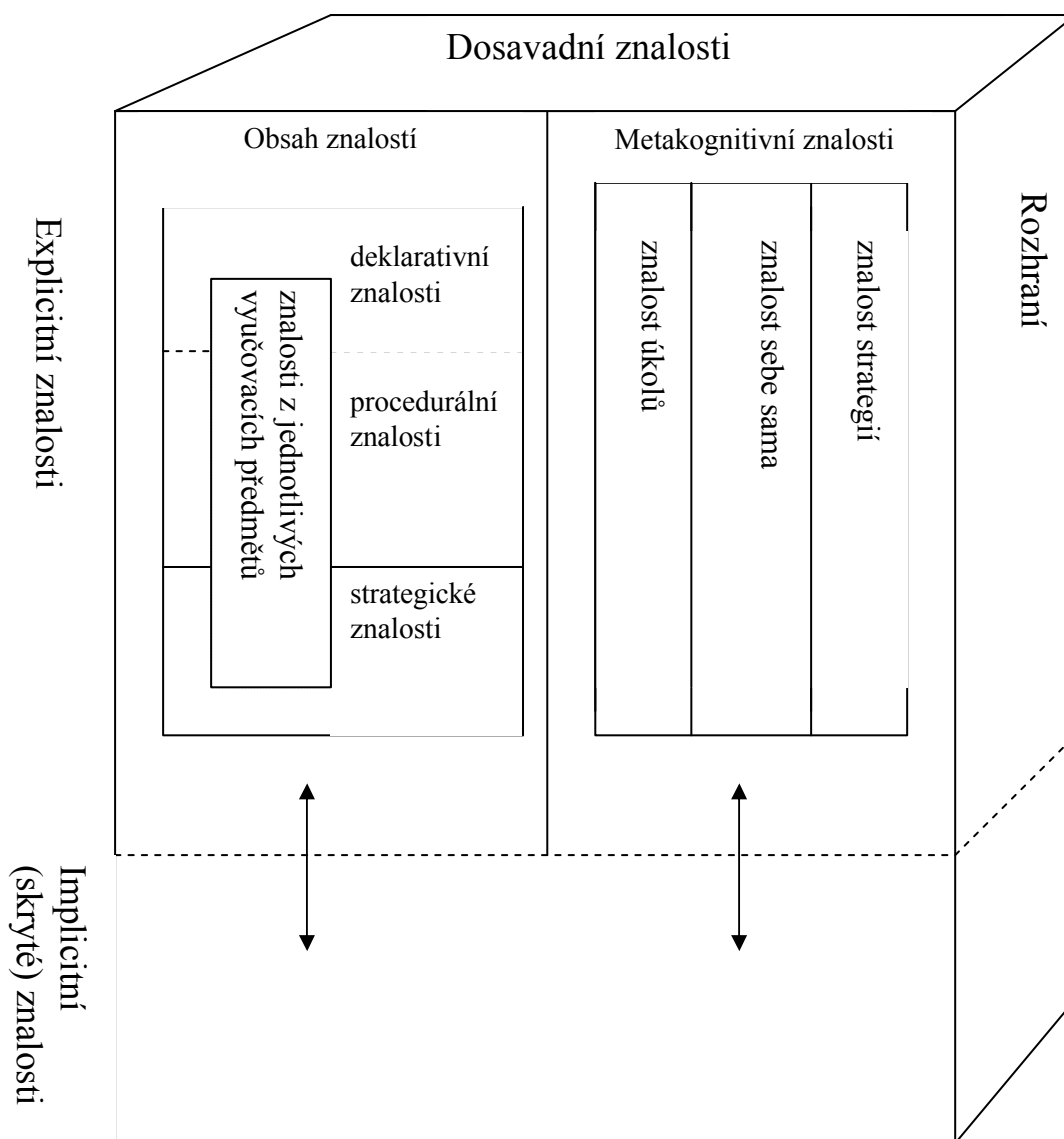 Dosavadní znalosti
Obsah znalostí
Metakognitivní znalosti
Explicitní znalosti
deklarativní
znalosti
procedurální
znalosti
strategické
znalosti
znalosti z jednotlivých
vyučovacích předmětů
znalost úkolů
znalost sebe sama
znalost strategií
Rozhraní
Implicitní
(skryté) znalosti